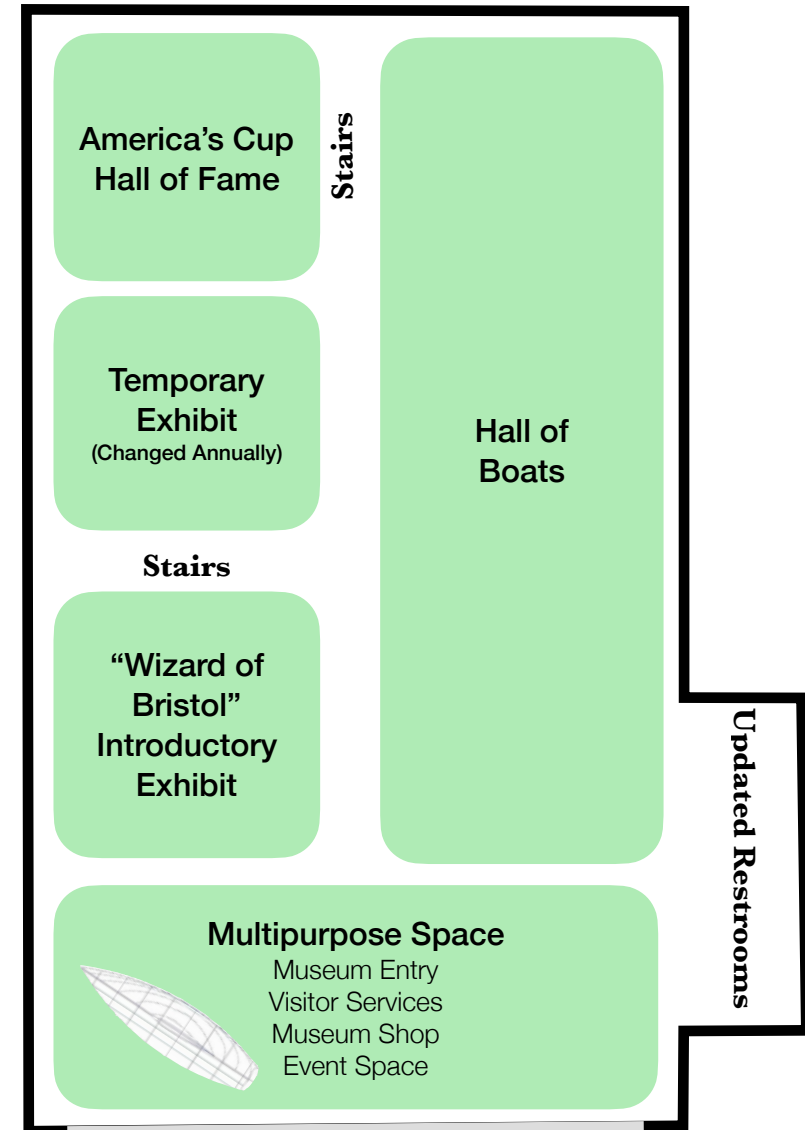 America’s Cup
Hall of Fame
Stairs
Temporary
Exhibit
(Changed Annually)
Hall of
Boats
Stairs
“Wizard of
Bristol”
Introductory
Exhibit
Updated Restrooms
Multipurpose Space
Museum Entry
Visitor Services
Museum Shop
Event Space